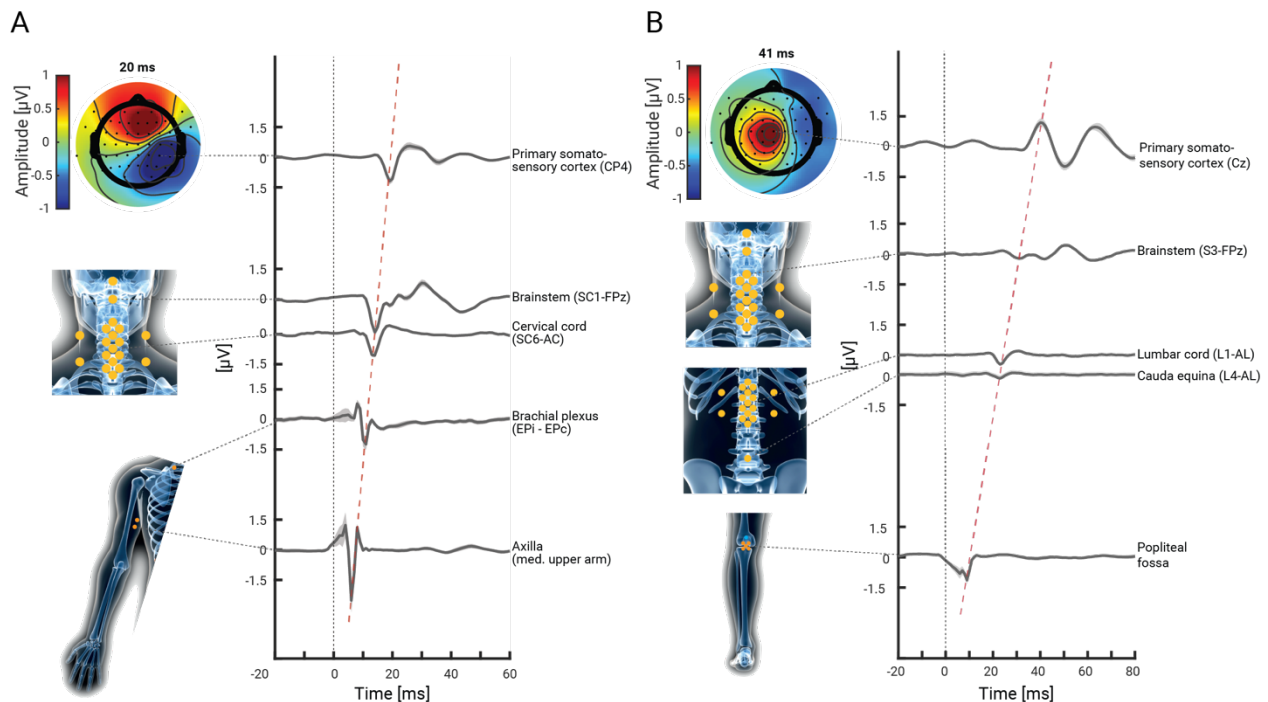 A
20 ms
Amplitude [µV]
1
0.5
0
-0.5
-1
1.5
0
-1.5
Primary somato-
sensory cortex (CP4)
1.5
0
Brainstem (SC1-FPz)
0
-1.5
Cervical cord
(SC6-AC)
[µV]
1.5
0
-1.5
Brachial plexus
(EPi - EPc)
1.5
0
-1.5
Axilla
(med. upper arm)
-20
0
20
40
60
Time [ms]
B
41 ms
Amplitude [µV]
1
0.5
0
-0.5
-1
1.5
0
-1.5
Primary somato-
sensory cortex (Cz)
1.5
0
-1.5
Brainstem (S3-FPz)
[µV]
1.5
0
Lumbar cord (L1-AL)
0
-1.5
Cauda equina (L4-AL)
1.5
0
-1.5
Popliteal
fossa
-20
0
20
40
60
80
Time [ms]